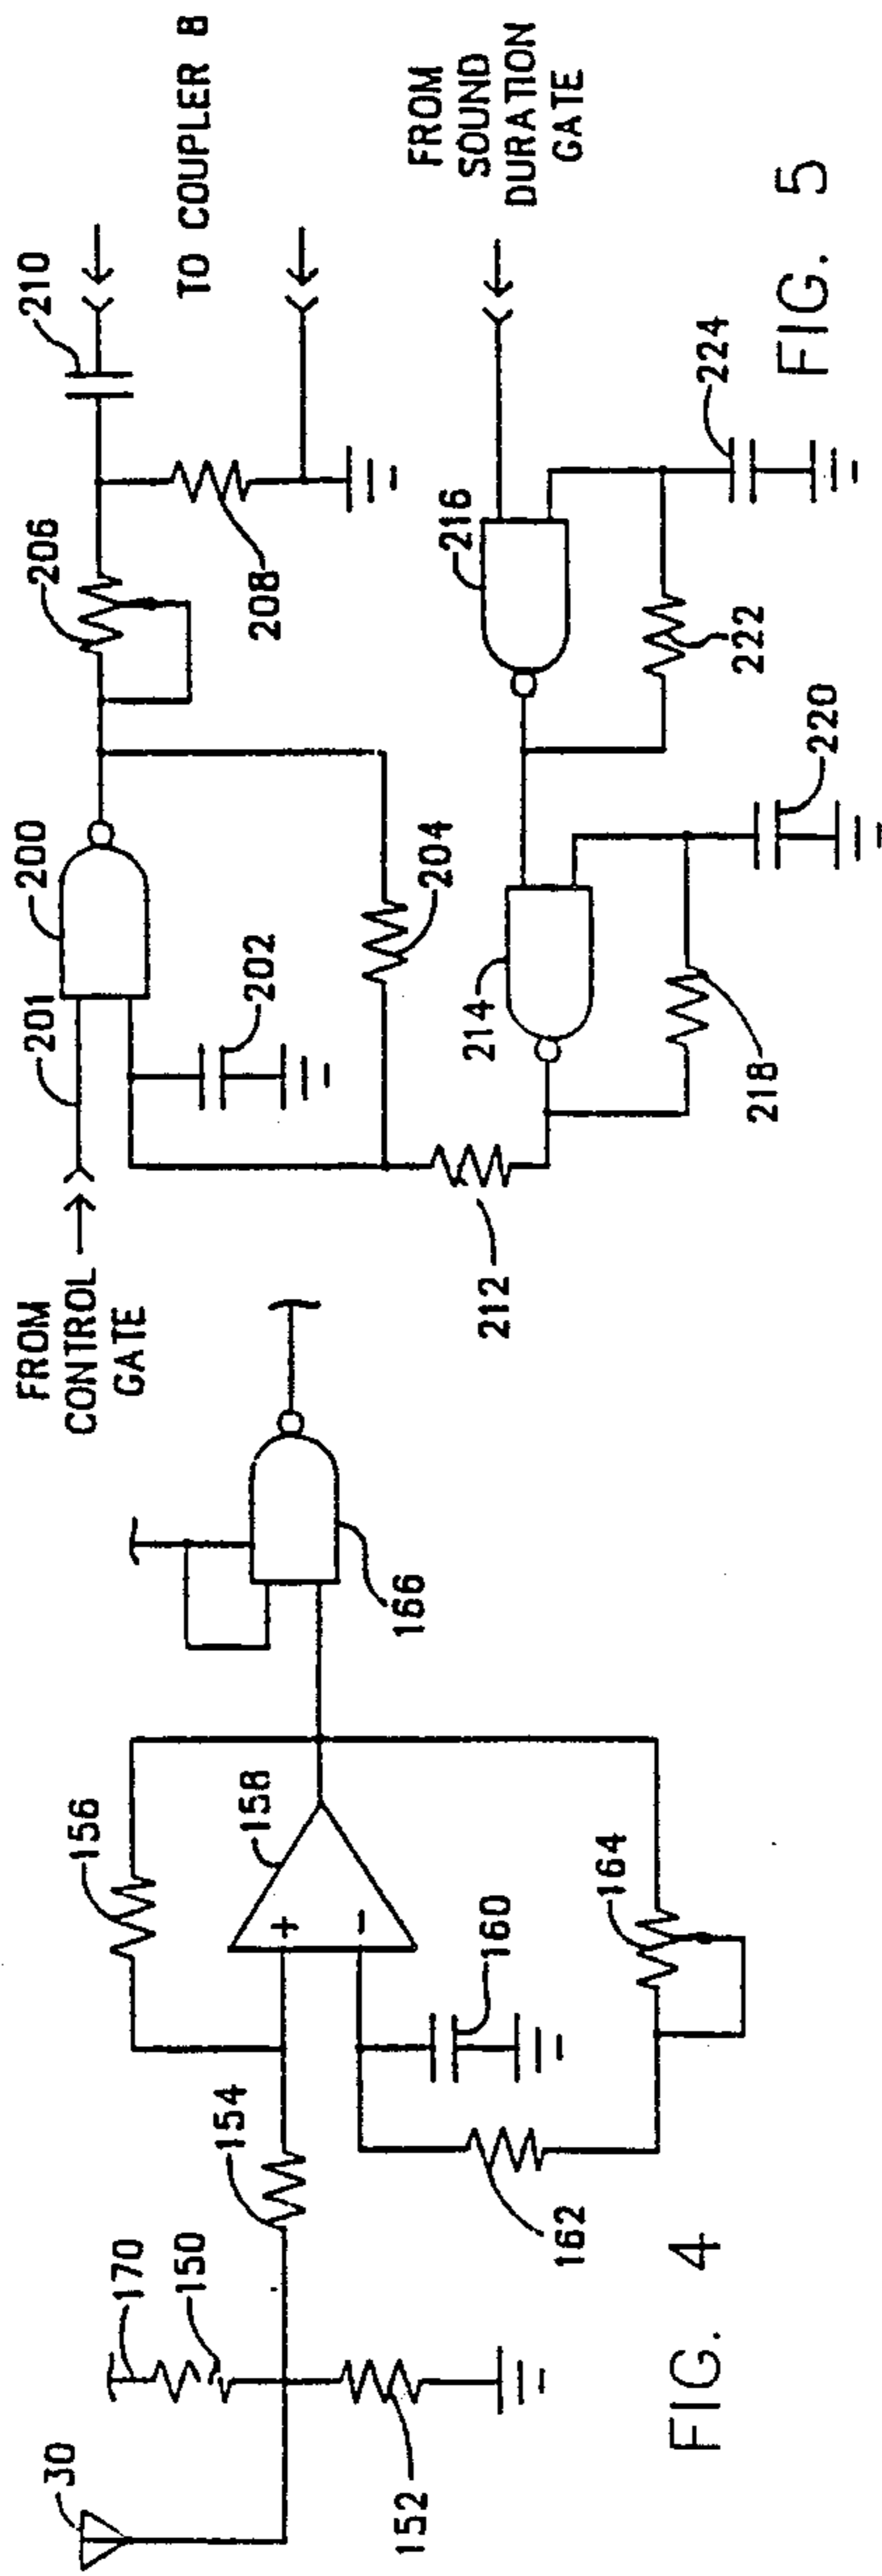 30
170
150
152
FIG. 4
154
156
158
160
162
164
166
FROM
CONTROL
GATE
201
200
202
204
206
208
210
TO COUPLER 8
212
214
216
218
220
222
224
FROM
SOUND
DURATION
GATE
FIG. 5